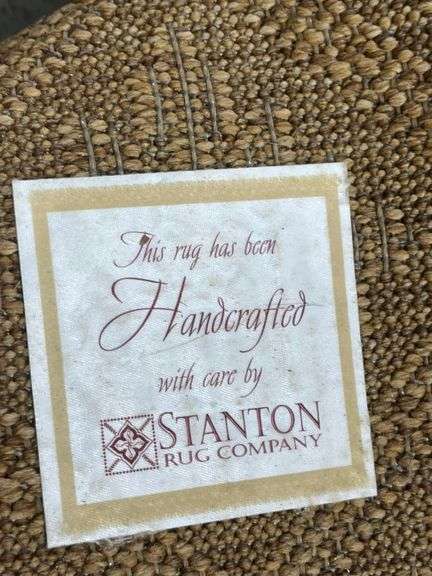 This rug has been
Handcrafted
with care by
STANTON
RUG COMPANY